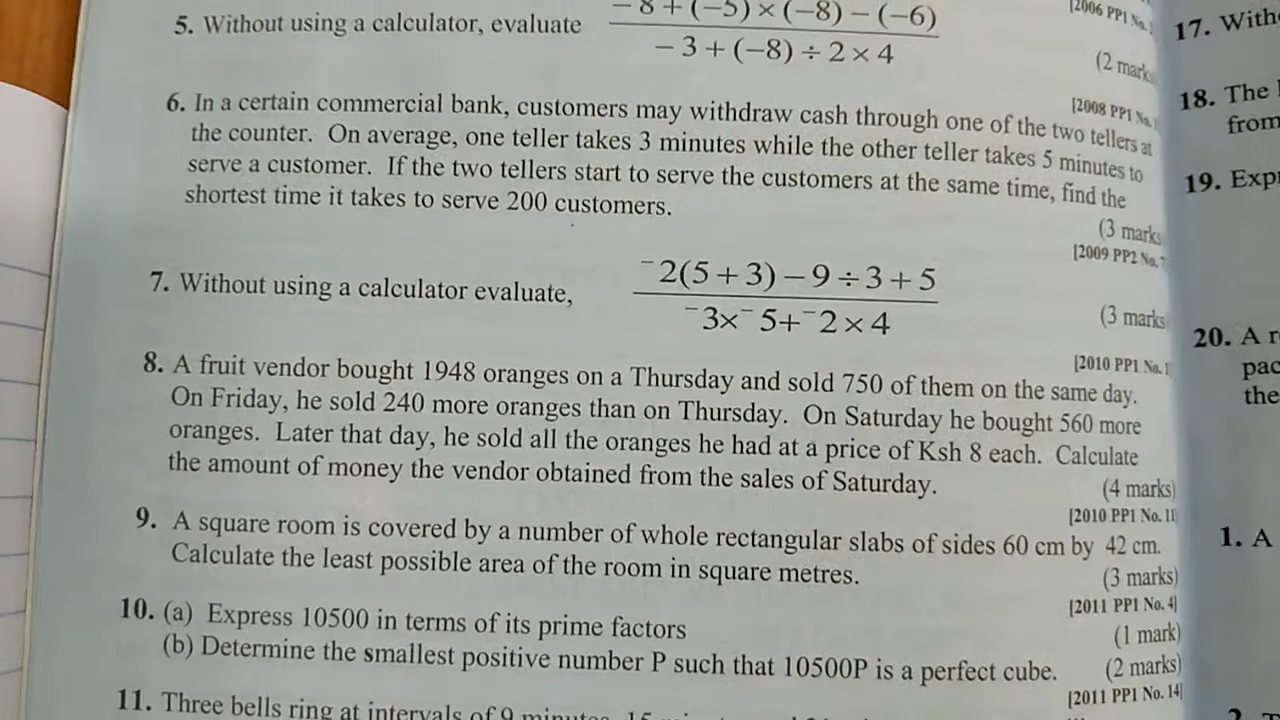 5. Without using a calculator, evaluate −8+(−5)×(−8)−(−6)
−3+(−8)÷2×4
(2 marks
[2006 PP1 No.
[2008 PP1 No.
6. In a certain commercial bank, customers may withdraw cash through one of the two tellers at
the counter. On average, one teller takes 3 minutes while the other teller takes 5 minutes to
serve a customer. If the two tellers start to serve the customers at the same time, find the
shortest time it takes to serve 200 customers.
(3 marks
[2009 PP2 No.
7. Without using a calculator evaluate, ⁻2(5+3)−9÷3+5
⁻3x⁻5+⁻2×4
(3 marks
[2010 PP1 No. 1
8. A fruit vendor bought 1948 oranges on a Thursday and sold 750 of them on the same day.
On Friday, he sold 240 more oranges than on Thursday. On Saturday he bought 560 more
oranges. Later that day, he sold all the oranges he had at a price of Ksh 8 each. Calculate
the amount of money the vendor obtained from the sales of Saturday.
(4 marks)
[2010 PP1 No. 11
9. A square room is covered by a number of whole rectangular slabs of sides 60 cm by 42 cm.
Calculate the least possible area of the room in square metres.
(3 marks)
[2011 PP1 No. 4]
10. (a) Express 10500 in terms of its prime factors
(1 mark)
(b) Determine the smallest positive number P such that 10500P is a perfect cube.
(2 marks)
[2011 PP1 No. 14]
11. Three bells ring at intervals of 9 minutes, 15
17. With
18. The
from
19. Exp
20. A
pac
the
1. A
2.